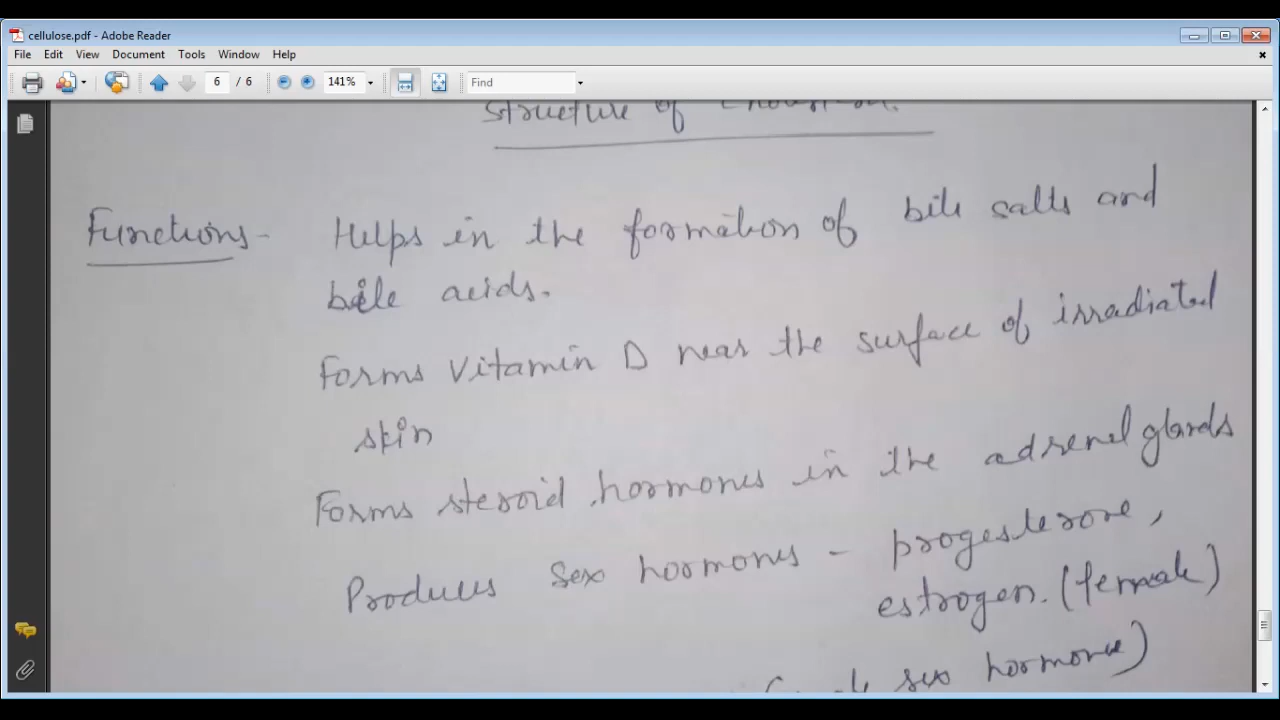 cellulose.pdf - Adobe Reader
File Edit View Document Tools Window Help
6 / 6 141% Find
Structure of
Functions - Helps in the formation of bile salts and
bile acids.
Forms Vitamin D near the surface of irradiated
skin
Forms steroid hormones in the adrenal glands
Produces sex hormones - progesterone,
estrogen. (female)
sex hormone)